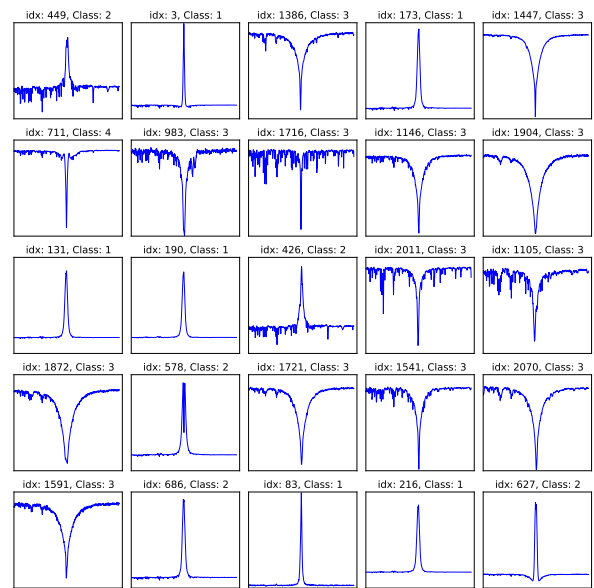 idx: 449, Class: 2
idx: 3, Class: 1
idx: 1386, Class: 3
idx: 173, Class: 1
idx: 1447, Class: 3
idx: 711, Class: 4
idx: 983, Class: 3
idx: 1716, Class: 3
idx: 1146, Class: 3
idx: 1904, Class: 3
idx: 131, Class: 1
idx: 190, Class: 1
idx: 426, Class: 2
idx: 2011, Class: 3
idx: 1105, Class: 3
idx: 1872, Class: 3
idx: 578, Class: 2
idx: 1721, Class: 3
idx: 1541, Class: 3
idx: 2070, Class: 3
idx: 1591, Class: 3
idx: 686, Class: 2
idx: 83, Class: 1
idx: 216, Class: 1
idx: 627, Class: 2